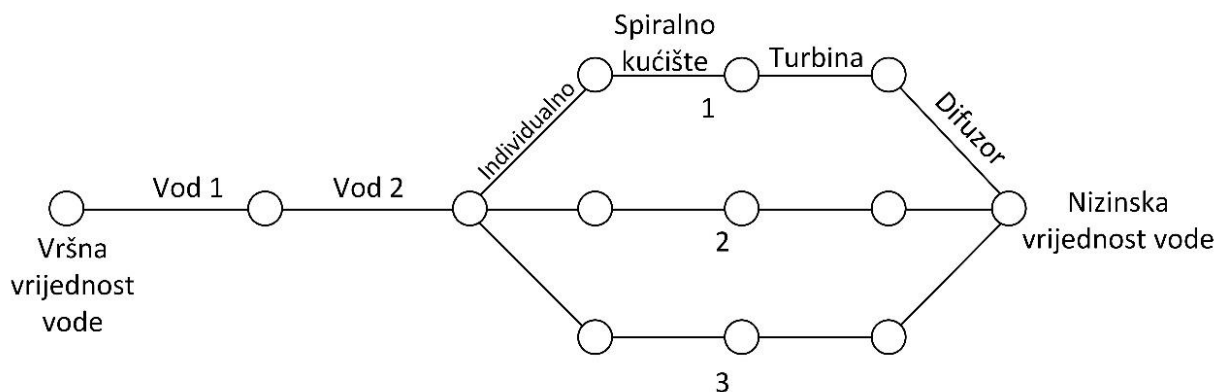 Spiralno
kućište
Turbina
Individualno
1
Difuzor
Vod 1
Vod 2
Vršna
vrijednost
vode
2
Nizinska
vrijednost vode
3